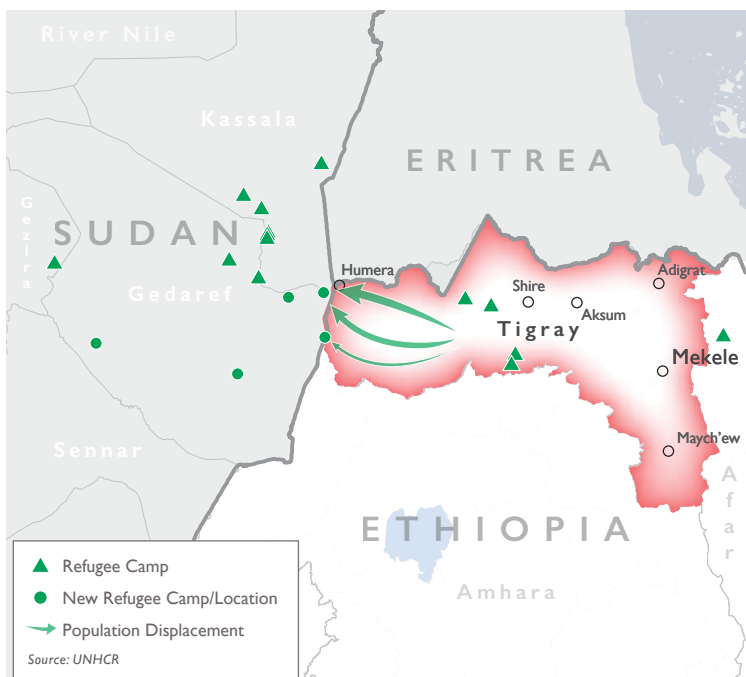 River Nile
Kassala
ERITREA
Gezira
SUDAN
Humera
Adigrat
Gedaref
Shire
Aksum
Tigray
Mekele
Maych'ew
Sennar
Afar
ETHIOPIA
Amhara
Refugee Camp
New Refugee Camp/Location
Population Displacement
Source: UNHCR